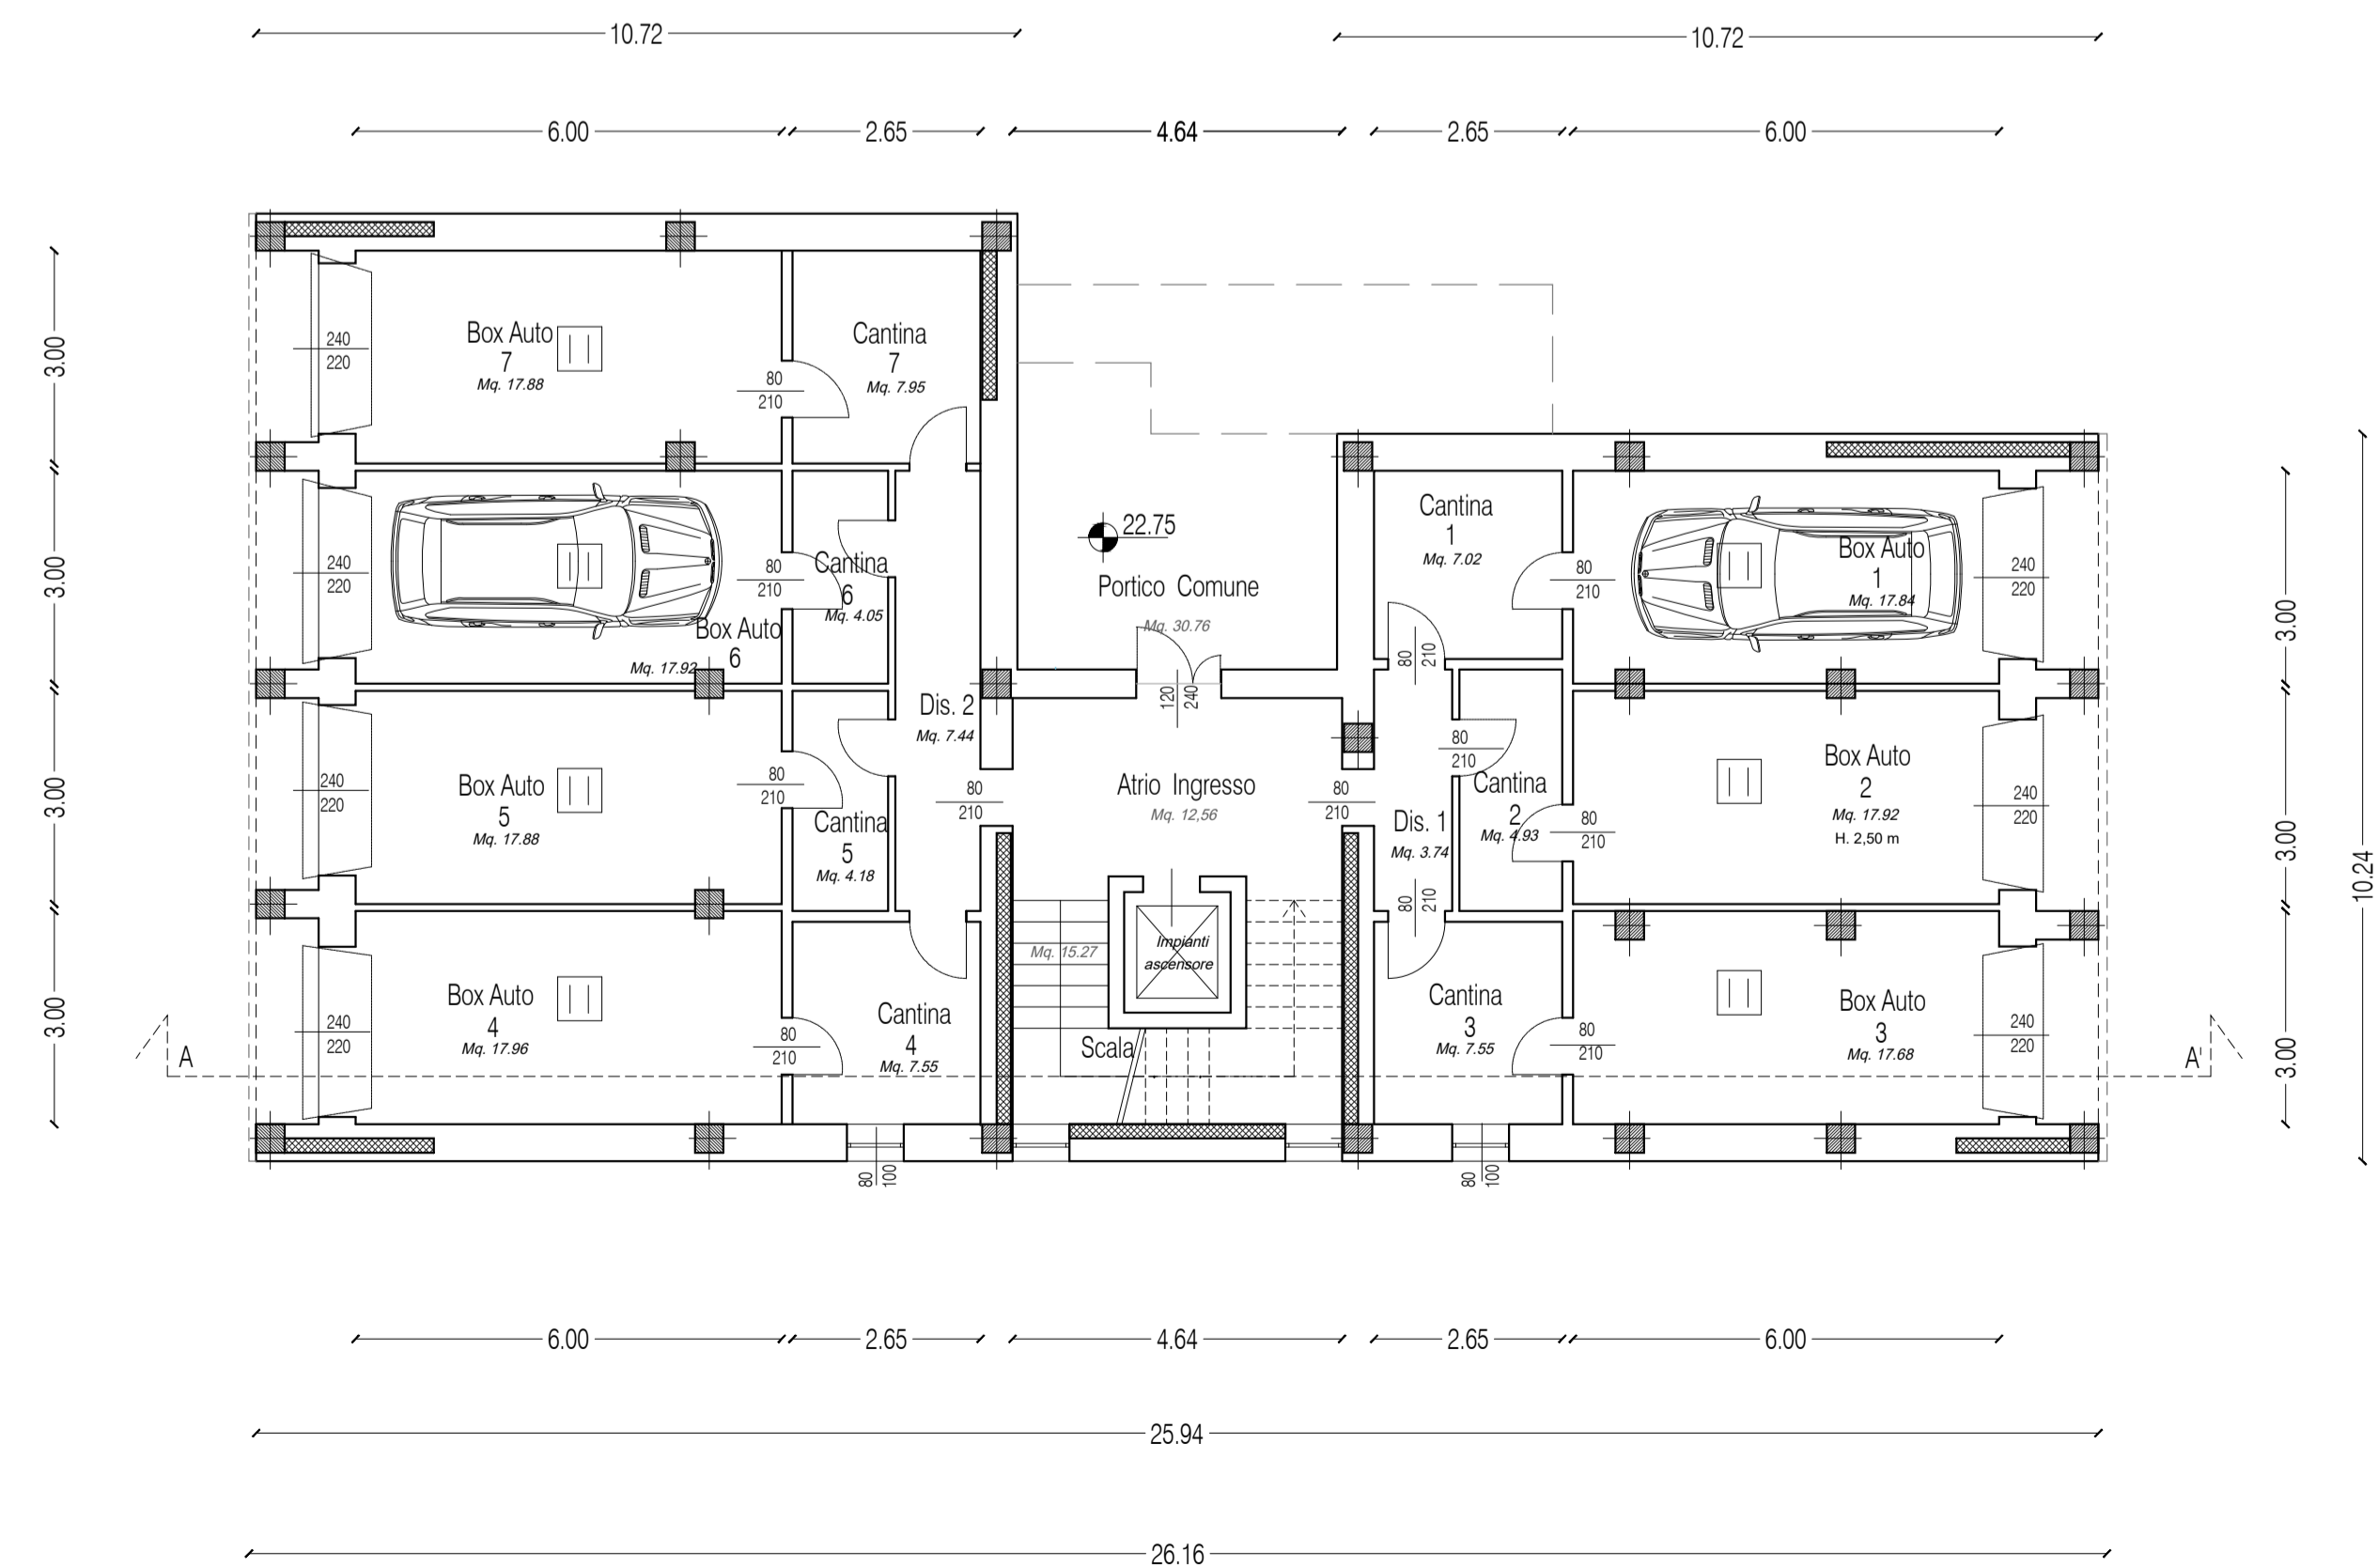 10.72
10.72
6.00
2.65
4.64
2.65
6.00
3.00
3.00
3.00
3.00
Box Auto
7
Mq. 17.88
240
220
80
210
Cantina
7
Mq. 7.95
240
220
Box Auto
6
Mq. 17.92
80
210
Cantina
6
Mq. 4.05
22.75
Portico Comune
Mq. 30.76
120
240
Cantina
1
Mq. 7.02
80
210
80
210
Box Auto
1
Mq. 17.84
240
220
Box Auto
5
Mq. 17.88
240
220
80
210
Cantina
5
Mq. 4.18
Dis. 2
Mq. 7.44
80
210
Atrio Ingresso
Mq. 12,56
80
210
Dis. 1
Mq. 3.74
80
210
80
210
Cantina
2
Mq. 4.93
80
210
Box Auto
2
Mq. 17.92
H. 2,50 m
240
220
Box Auto
4
Mq. 17.96
240
220
80
210
Cantina
4
Mq. 7.55
Mq. 15.27
Impianti
ascensore
Scala
Cantina
3
Mq. 7.55
80
210
Box Auto
3
Mq. 17.68
240
220
A
A'
80
100
80
100
3.00
3.00
3.00
10.24
6.00
2.65
4.64
2.65
6.00
25.94
26.16